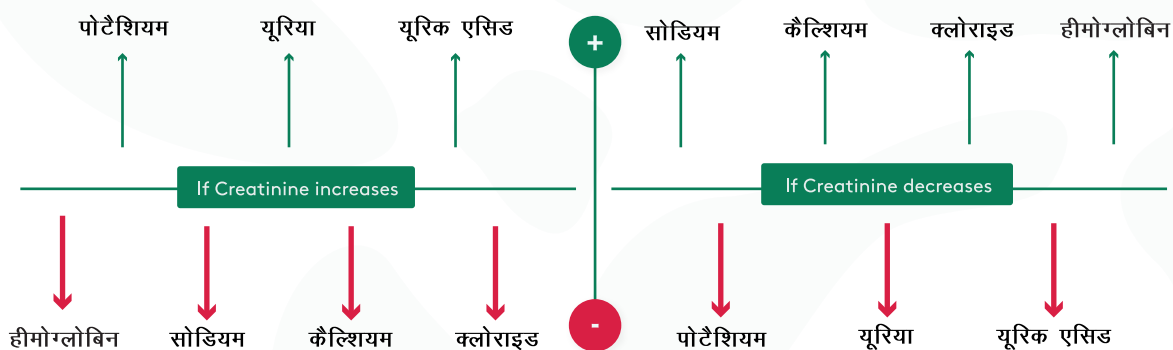 पोटैशियम यूरिया यूरिक एसिड + सोडियम कैल्शियम क्लोराइड हीमोग्लोबिन
If Creatinine increases If Creatinine decreases
हीमोग्लोबिन सोडियम कैल्शियम क्लोराइड - पोटैशियम यूरिया यूरिक एसिड